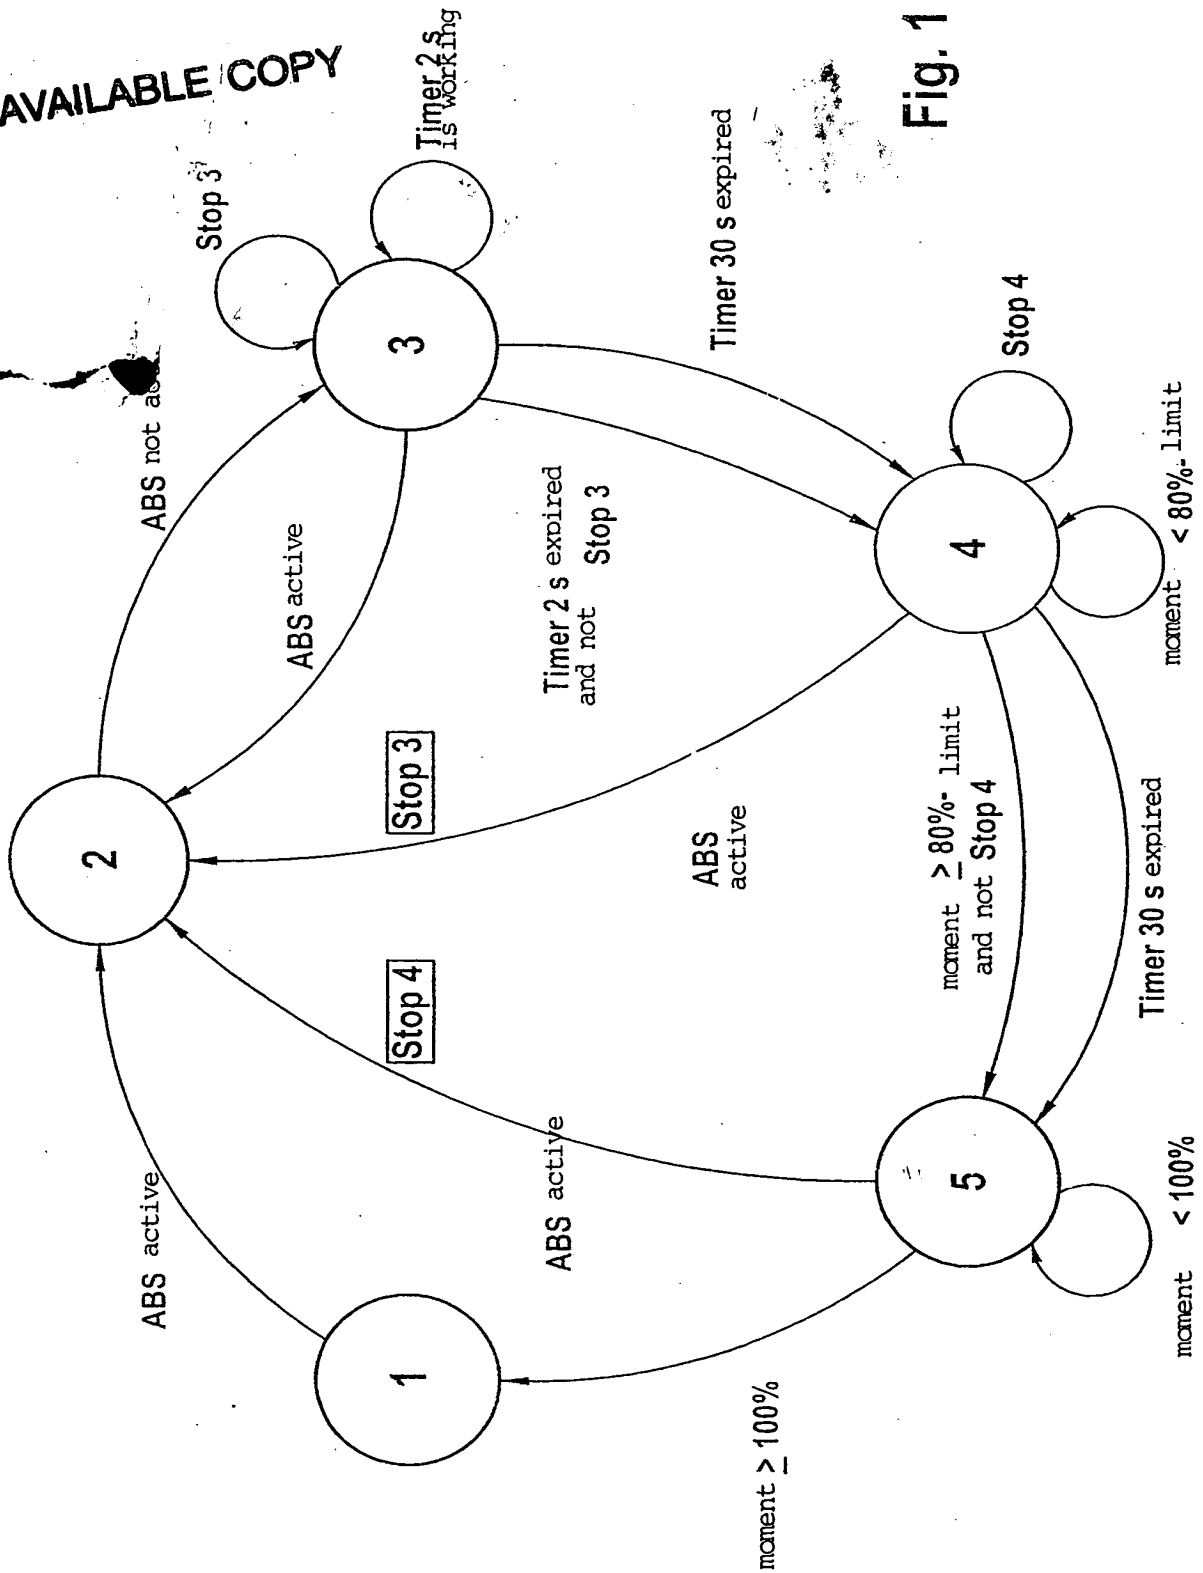 AVAILABLE COPY
ABS active
ABS not
Stop 3
Timer 2 s
is working
1
2
3
ABS active
Stop 4
Stop 3
ABS active
Timer 2 s expired
and not Stop 3
moment ≥ 100%
ABS
active
Timer 30 s expired
5
moment ≥ 80%- limit
and not Stop 4
4
Stop 4
moment < 100%
Timer 30 s expired
moment < 80%- limit
Fig. 1